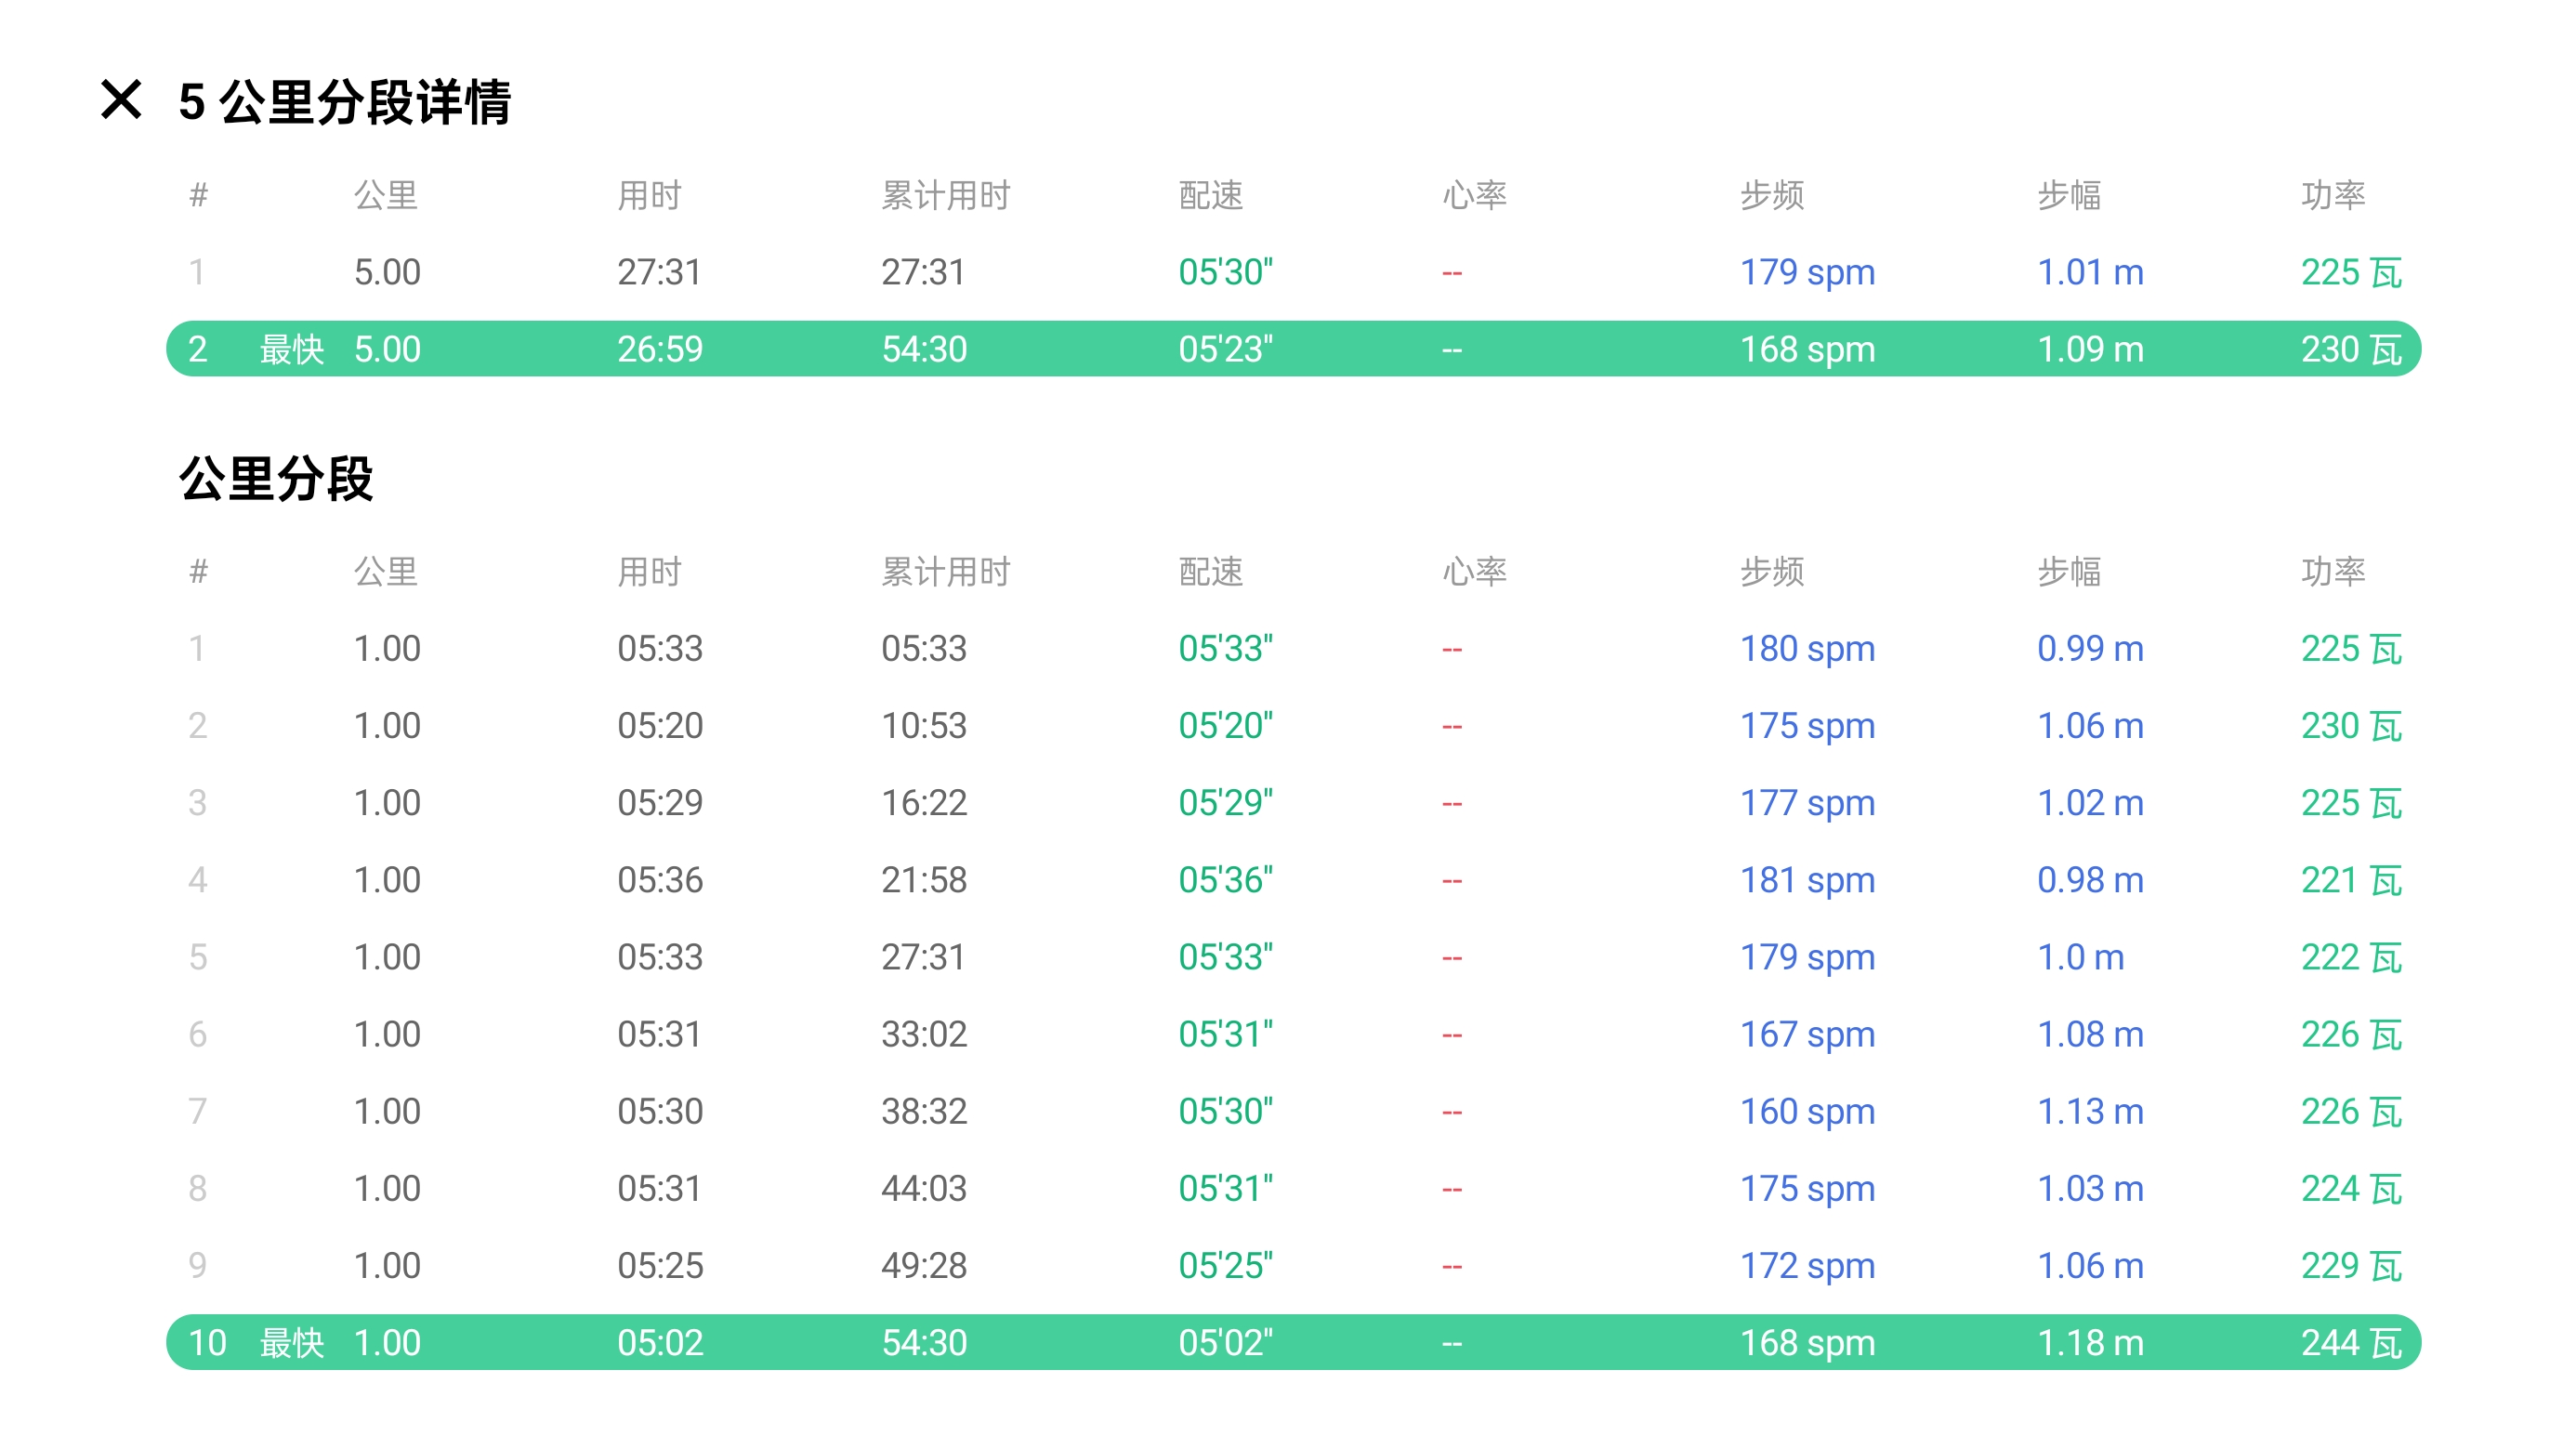 5 公里分段详情
# 公里 用时 累计用时 配速 心率 步频 步幅 功率
1 5.00 27:31 27:31 05'30" -- 179 spm 1.01 m 225 瓦
2 最快 5.00 26:59 54:30 05'23" -- 168 spm 1.09 m 230 瓦
公里分段
# 公里 用时 累计用时 配速 心率 步频 步幅 功率
1 1.00 05:33 05:33 05'33" -- 180 spm 0.99 m 225 瓦
2 1.00 05:20 10:53 05'20" -- 175 spm 1.06 m 230 瓦
3 1.00 05:29 16:22 05'29" -- 177 spm 1.02 m 225 瓦
4 1.00 05:36 21:58 05'36" -- 181 spm 0.98 m 221 瓦
5 1.00 05:33 27:31 05'33" -- 179 spm 1.0 m 222 瓦
6 1.00 05:31 33:02 05'31" -- 167 spm 1.08 m 226 瓦
7 1.00 05:30 38:32 05'30" -- 160 spm 1.13 m 226 瓦
8 1.00 05:31 44:03 05'31" -- 175 spm 1.03 m 224 瓦
9 1.00 05:25 49:28 05'25" -- 172 spm 1.06 m 229 瓦
10 最快 1.00 05:02 54:30 05'02" -- 168 spm 1.18 m 244 瓦